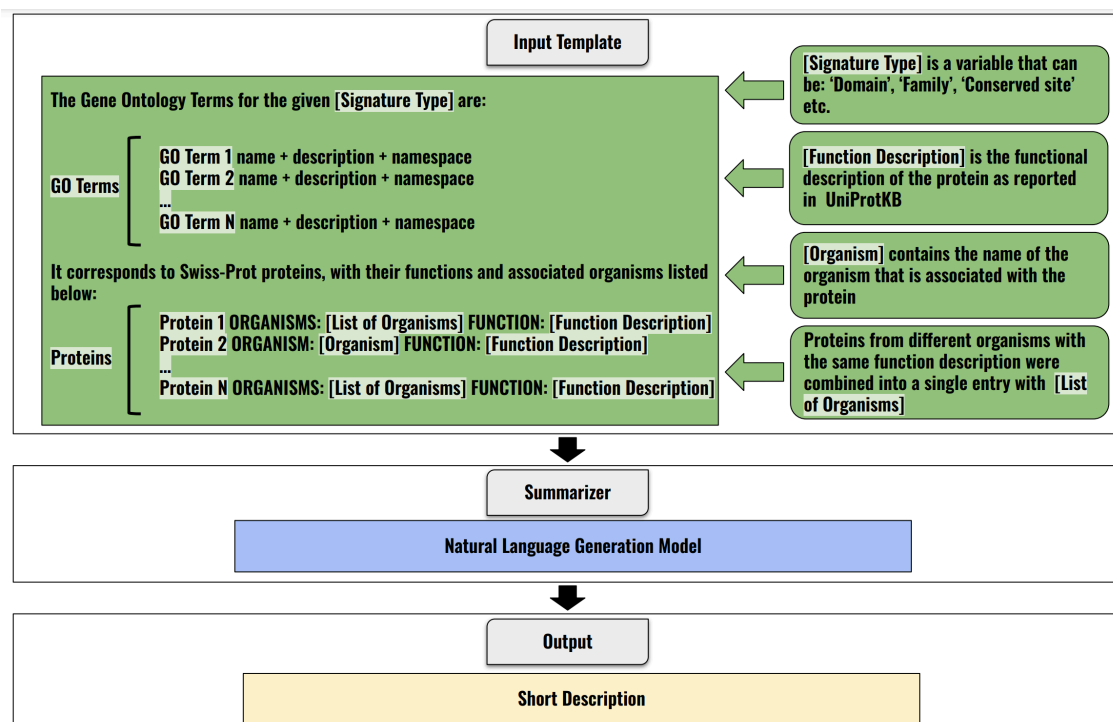 Input Template
The Gene Ontology Terms for the given [Signature Type] are:
GO Terms
GO Term 1 name + description + namespace
GO Term 2 name + description + namespace
...
GO Term N name + description + namespace
It corresponds to Swiss-Prot proteins, with their functions and associated organisms listed
below:
Proteins
Protein 1 ORGANISMS: [List of Organisms] FUNCTION: [Function Description]
Protein 2 ORGANISM: [Organism] FUNCTION: [Function Description]
...
Protein N ORGANISMS: [List of Organisms] FUNCTION: [Function Description]
[Signature Type] is a variable that can
be: ‘Domain’, ‘Family’, ‘Conserved site’
etc.
[Function Description] is the functional
description of the protein as reported
in UniProtKB
[Organism] contains the name of the
organism that is associated with the
protein
Proteins from different organisms with
the same function description were
combined into a single entry with [List
of Organisms]
Summarizer
Natural Language Generation Model
Output
Short Description